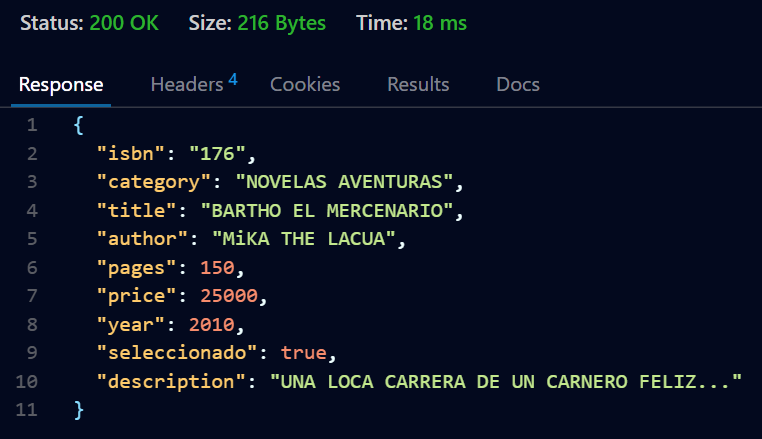 Status: 200 OK Size: 216 Bytes Time: 18 ms
Response Headers 4 Cookies Results Docs
1 {
2 "isbn": "176",
3 "category": "NOVELAS AVENTURAS",
4 "title": "BARTHO EL MERCENARIO",
5 "author": "MiKA THE LACUA",
6 "pages": 150,
7 "price": 25000,
8 "year": 2010,
9 "seleccionado": true,
10 "description": "UNA LOCA CARRERA DE UN CARNERO FELIZ..."
11 }